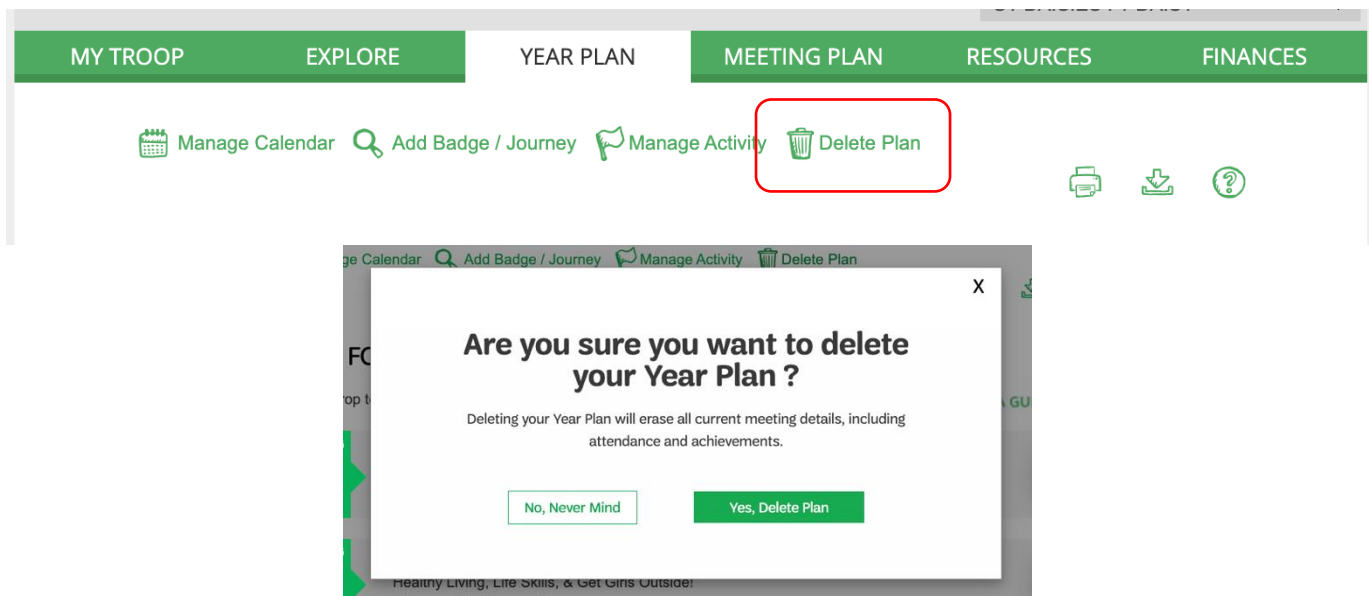 MY TROOP EXPLORE YEAR PLAN MEETING PLAN RESOURCES FINANCES
Manage Calendar Add Badge / Journey Manage Activity Delete Plan
Calendar Add Badge / Journey Manage Activity Delete Plan
X
Are you sure you want to delete
your Year Plan ?
Deleting your Year Plan will erase all current meeting details, including
attendance and achievements.
No, Never Mind Yes, Delete Plan
Healthy Living, Life Skills, & Get Girls Outside!